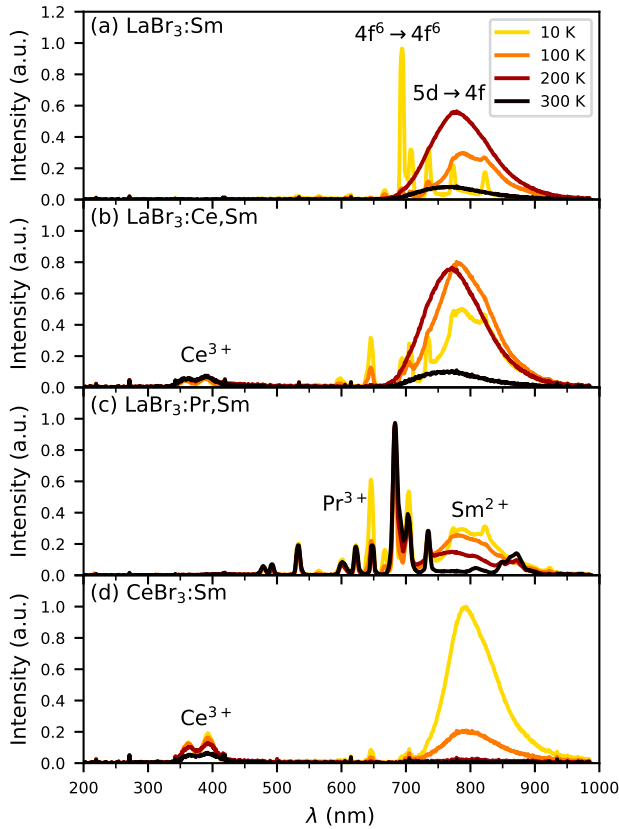 1.2
(a) LaBr₃:Sm
4f⁶→4f⁶
10 K
100 K
200 K
300 K
5d→4f
1.0
0.8
0.6
0.4
0.2
0.0
Intensity (a.u.)
(b) LaBr₃:Ce,Sm
Ce³⁺
1.0
0.8
0.6
0.4
0.2
0.0
Intensity (a.u.)
(c) LaBr₃:Pr,Sm
Pr³⁺
Sm²⁺
1.0
0.8
0.6
0.4
0.2
0.0
Intensity (a.u.)
(d) CeBr₃:Sm
Ce³⁺
1.0
0.8
0.6
0.4
0.2
0.0
Intensity (a.u.)
200 300 400 500 600 700 800 900 1000
λ (nm)